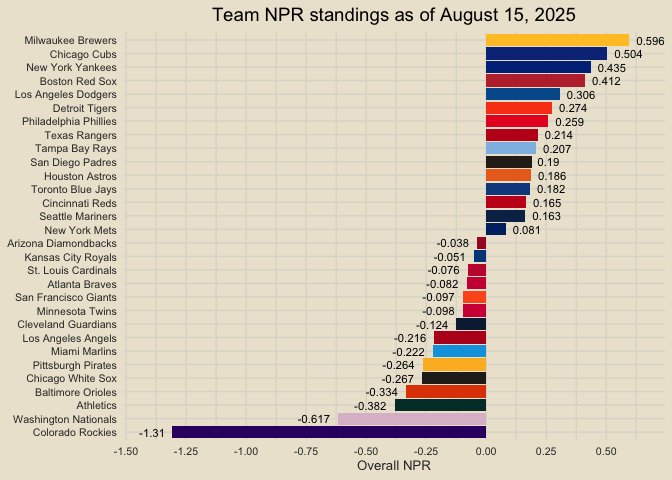 Team NPR standings as of August 15, 2025
Milwaukee Brewers 0.596
Chicago Cubs 0.504
New York Yankees 0.435
Boston Red Sox 0.412
Los Angeles Dodgers 0.306
Detroit Tigers 0.274
Philadelphia Phillies 0.259
Texas Rangers 0.214
Tampa Bay Rays 0.207
San Diego Padres 0.19
Houston Astros 0.186
Toronto Blue Jays 0.182
Cincinnati Reds 0.165
Seattle Mariners 0.163
New York Mets 0.081
Arizona Diamondbacks -0.038
Kansas City Royals -0.051
St. Louis Cardinals -0.076
Atlanta Braves -0.082
San Francisco Giants -0.097
Minnesota Twins -0.098
Cleveland Guardians -0.124
Los Angeles Angels -0.216
Miami Marlins -0.222
Pittsburgh Pirates -0.264
Chicago White Sox -0.267
Baltimore Orioles -0.334
Athletics -0.382
Washington Nationals -0.617
Colorado Rockies -1.31
-1.50 -1.25 -1.00 -0.75 -0.50 -0.25 0.00 0.25 0.50
Overall NPR